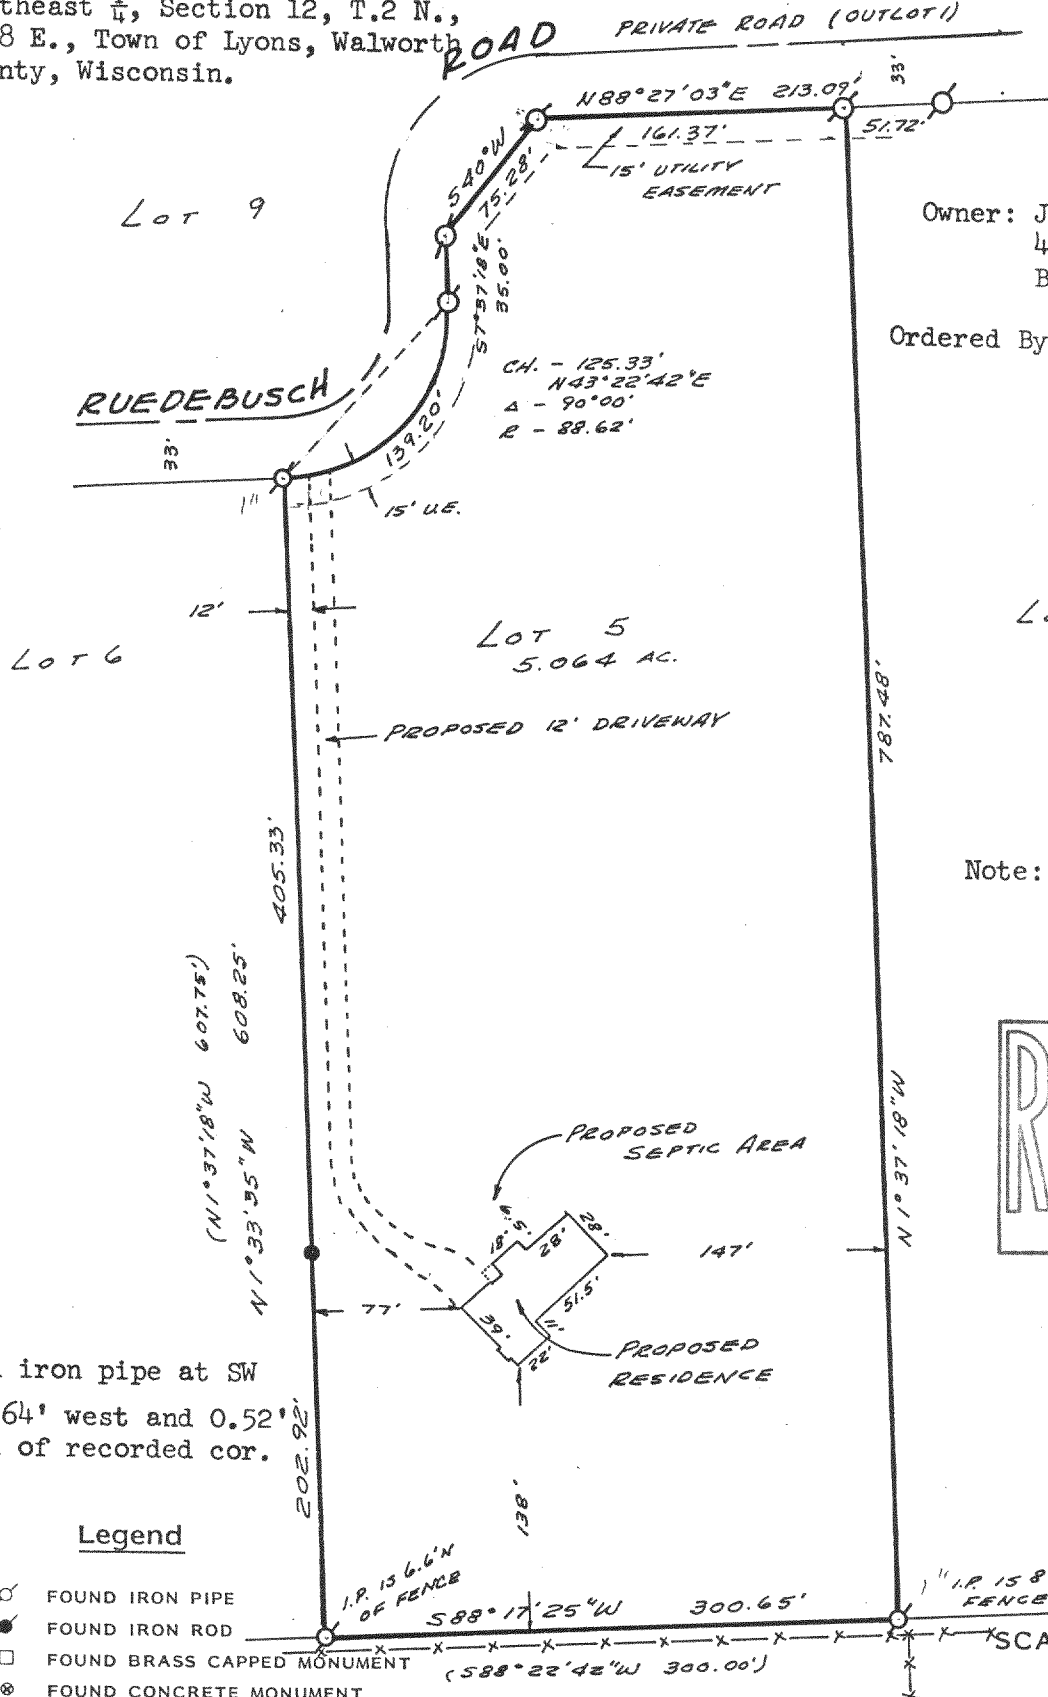 theast ¼, Section 12, T.2 N.,
8 E., Town of Lyons, Walworth
nty, Wisconsin.
ROAD
PRIVATE ROAD (OUTLOT 1)
33'
N88°27'03"E 213.09'
161.37'
51.72'
15' UTILITY
EASEMENT
S40°W
75.28'
LOT 9
S7°37'18"E
35.00'
Owner: J
4
B
Ordered By
CH. - 125.33'
N43°22'42"E
Δ - 90°00'
R - 88.62'
RUEDEBUSCH
33'
139.20'
1"
15' U.E.
12'
LOT 5
5.064 AC.
LOT 6
787.48'
PROPOSED 12' DRIVEWAY
405.33'
Note:
(N1°37'18"W 607.75')
N1°33'35"W 608.25'
N1°37'18"W
R
PROPOSED
SEPTIC AREA
6.5'
18'
28'
28'
147'
77'
51.5'
39'
11'
22'
PROPOSED
RESIDENCE
iron pipe at SW
64' west and 0.52'
of recorded cor.
202.92'
138'
Legend
FOUND IRON PIPE
FOUND IRON ROD
FOUND BRASS CAPPED MONUMENT
FOUND CONCRETE MONUMENT
I.P. IS 6.6'N
OF FENCE
S88°17'25"W 300.65'
(S88°22'42"W 300.00')
1" I.P. IS 8
FENCE
SCA